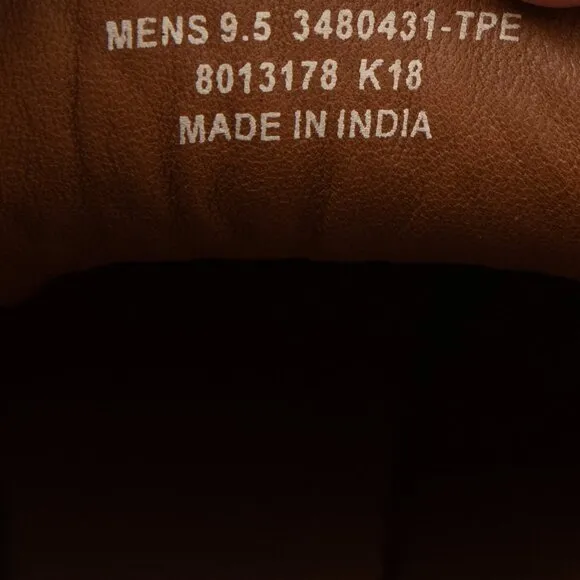 MENS 9.5 3480431-TPE
8013178 K18
MADE IN INDIA